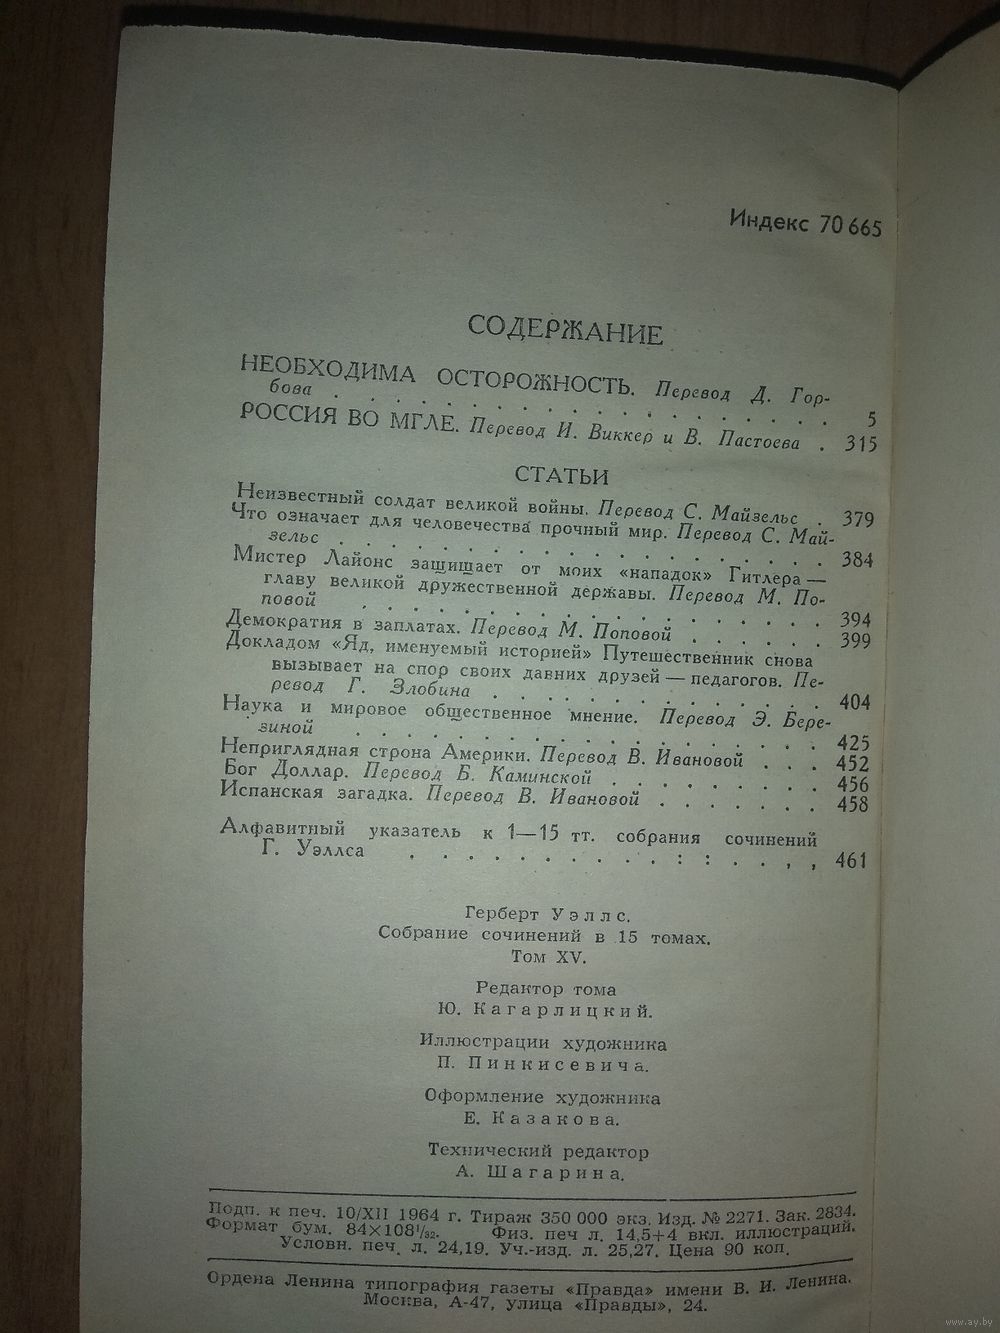 Индекс 70 665
СОДЕРЖАНИЕ
НЕОБХОДИМА ОСТОРОЖНОСТЬ. Перевод Д. Гор-
бова . . . . . . . . . . . . . . . . . . 5
РОССИЯ ВО МГЛЕ. Перевод И. Виккер и В. Пастоева . 315
СТАТЬИ
Неизвестный солдат великой войны. Перевод С. Майзельс . 379
Что означает для человечества прочный мир. Перевод С. Май-
зельс . . . . . . . . . . . . . . . . . . 384
Мистер Лайонс защищает от моих «нападок» Гитлера —
главу великой дружественной державы. Перевод М. По-
повой . . . . . . . . . . . . . . . . . . 394
Демократия в заплатах. Перевод М. Поповой . . . . . . 399
Докладом «Яд, именуемый историей» Путешественник снова
вызывает на спор своих давних друзей — педагогов. Пе-
ревод Г. Злобина . . . . . . . . . . . . . 404
Наука и мировое общественное мнение. Перевод Э. Бере-
зиной . . . . . . . . . . . . . . . . . . 425
Неприглядная строна Америки. Перевод В. Ивановой . . . 452
Бог Доллар. Перевод Б. Каминской . . . . . . . . 456
Испанская загадка. Перевод В. Ивановой . . . . . . . 458
Алфавитный указатель к 1—15 тт. собрания сочинений
Г. Уэллса . . . . . . . . . . : : . . , , 461
Герберт Уэллс.
Собрание сочинений в 15 томах.
Том XV.
Редактор тома
Ю. Кагарлицкий.
Иллюстрации художника
П. Пинкисевича.
Оформление художника
Е. Казакова.
Технический редактор
А. Шагарина.
Подп. к печ. 10/XII 1964 г. Тираж 350 000 экз. Изд. № 2271. Зак. 2834.
Формат бум. 84×108¹/₃₂. Физ. печ л. 14,5+4 вкл. иллюстраций.
Условн. печ. л. 24,19. Уч.-изд. л. 25,27. Цена 90 коп.
Ордена Ленина типография газеты «Правда» имени В. И. Ленина.
Москва, А-47, улица «Правды», 24.
www.ay.by